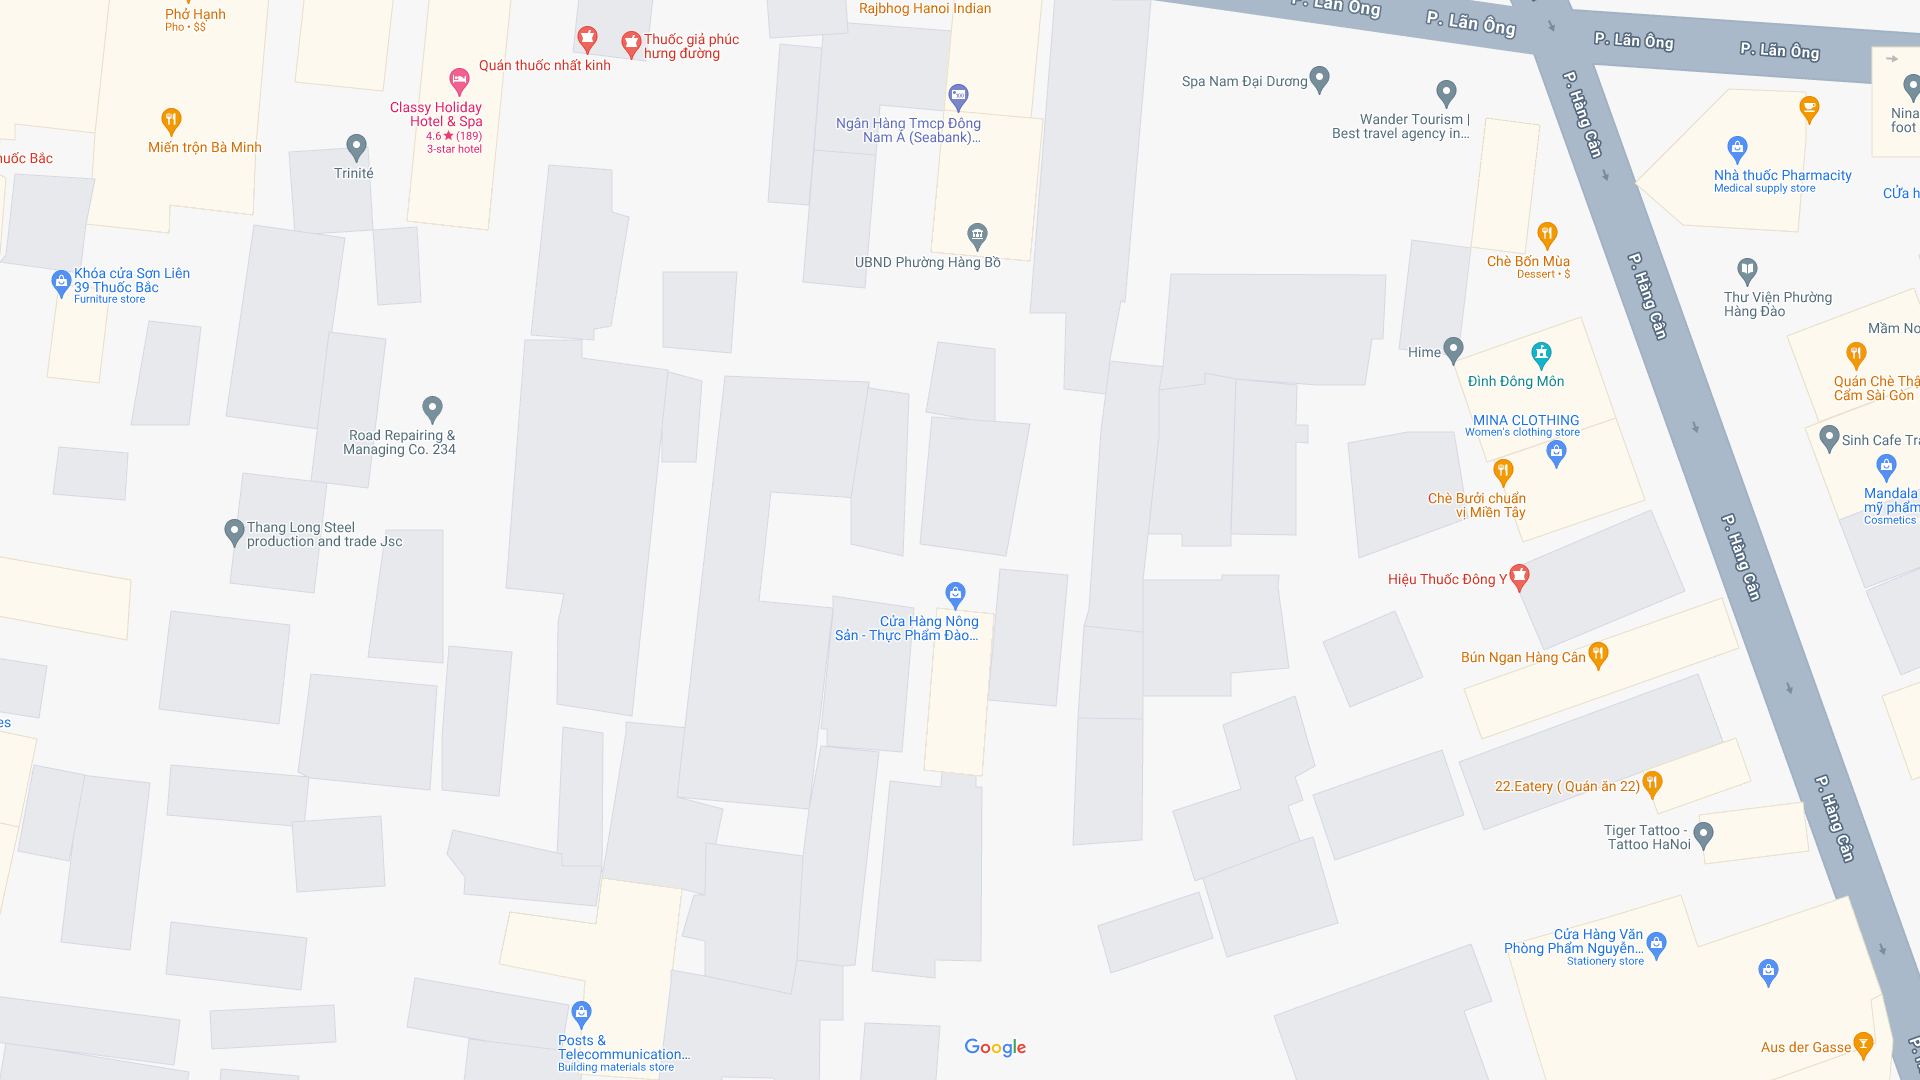 Phở Hạnh
Pho • $$
Rajbhog Hanoi Indian
P. Lãn Ông
P. Lãn Ông
P. Lãn Ông
P. Lãn Ông
Thuốc giả phúc
hưng đường
Quán thuốc nhất kinh
Classy Holiday
Hotel & Spa
4.6★ (189)
3-star hotel
Miến trộn Bà Minh
Trinité
Ngân Hàng Tmcp Đông
Nam Á (Seabank)...
Spa Nam Đại Dương
Wander Tourism |
Best travel agency in...
P. Hàng Cân
Nina
foot
Nhà thuốc Pharmacity
Medical supply store
Cửa h
uốc Bắc
UBND Phường Hàng Bồ
Chè Bốn Mùa
Dessert • $
P. Hàng Cân
Thư Viện Phường
Hàng Đào
Khóa cửa Sơn Liên
39 Thuốc Bắc
Furniture store
Mầm No
Hime
Đình Đông Môn
Quán Chè Thậ
Cẩm Sài Gòn
MINA CLOTHING
Women's clothing store
Road Repairing &
Managing Co. 234
Sinh Cafe Tra
Chè Bưởi chuẩn
vị Miền Tây
Mandala
mỹ phẩm
Cosmetics
Thang Long Steel
production and trade Jsc
P. Hàng Cân
Hiệu Thuốc Đông Y
Cửa Hàng Nông
Sản - Thực Phẩm Đào...
Bún Ngan Hàng Cân
es
22.Eatery ( Quán ăn 22)
P. Hàng Cân
Tiger Tattoo -
Tattoo HaNoi
Cửa Hàng Văn
Phòng Phẩm Nguyễn...
Stationery store
Posts &
Telecommunication...
Building materials store
Google
Aus der Gasse